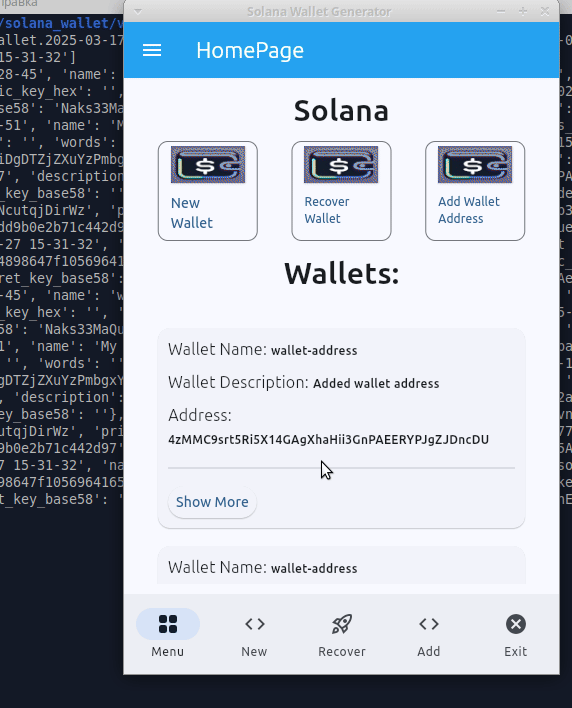 правка
Solana Wallet Generator
/solana_wallet/v
allet.2025-03-17
15-31-32']
28-45', 'name':
ic_key_hex': '',
se58': 'Naks33Ma
-51', 'name': 'M
': '', 'words':
iDgDTZjZXuYzPmbg
7', 'description
_key_base58': ''
NcutqjDirWz', 'p
dd9b0e2b71c442d9
-27 15-31-32', '
4898647f10569641
ret_key_base58':
-45', 'name': 'w
_key_hex': '', '
58': 'Naks33MaQu
1', 'name': 'My
'', 'words': ''
gDTZjZXuYzPmbgxY
, 'description':
ey_base58': ''},
utqjDirWz', 'pri
9b0e2b71c442d97'
7 15-31-32', 'na
98647f1056964165
t_key_base58': '
HomePage
Solana
New
Wallet
Recover
Wallet
Add Wallet
Address
Wallets:
Wallet Name: wallet-address
Wallet Description: Added wallet address
Address:
4zMMC9srt5Ri5X14GAgXhaHii3GnPAEERYPJgZJDncDU
Show More
Wallet Name: wallet-address
Menu
New
Recover
Add
Exit